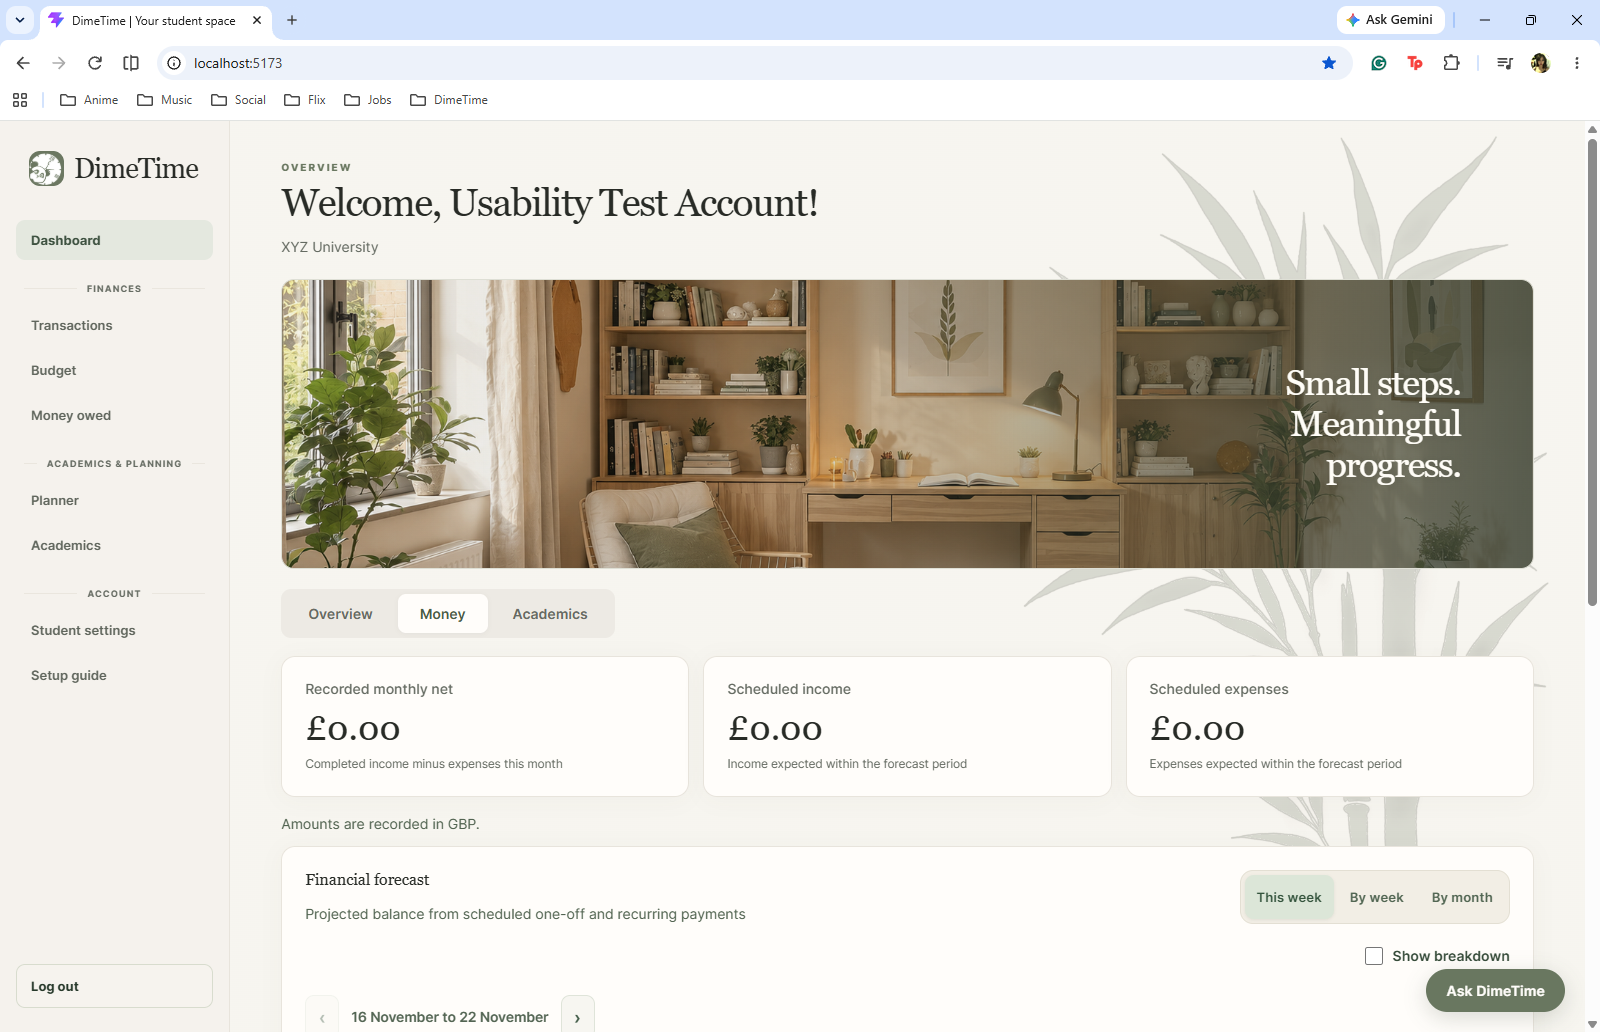 DimeTime | Your student space
Ask Gemini
localhost:5173
Anime
Music
Social
Flix
Jobs
DimeTime
DimeTime
Dashboard
FINANCES
Transactions
Budget
Money owed
ACADEMICS & PLANNING
Planner
Academics
ACCOUNT
Student settings
Setup guide
Log out
OVERVIEW
Welcome, Usability Test Account!
XYZ University
Small steps.
Meaningful
progress.
Overview
Money
Academics
Recorded monthly net
£0.00
Completed income minus expenses this month
Scheduled income
£0.00
Income expected within the forecast period
Scheduled expenses
£0.00
Expenses expected within the forecast period
Amounts are recorded in GBP.
Financial forecast
Projected balance from scheduled one-off and recurring payments
This week
By week
By month
Show breakdown
Ask DimeTime
16 November to 22 November